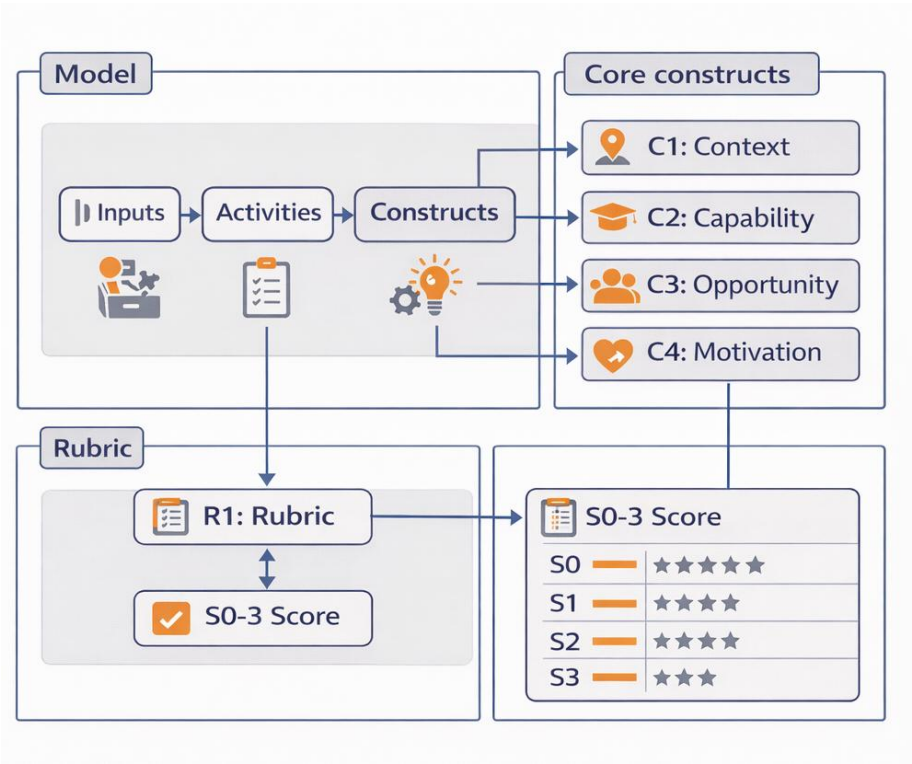 Model
Core constructs
Inputs
Activities
Constructs
C1: Context
C2: Capability
C3: Opportunity
C4: Motivation
Rubric
R1: Rubric
S0-3 Score
S0-3 Score
S0
S1
S2
S3